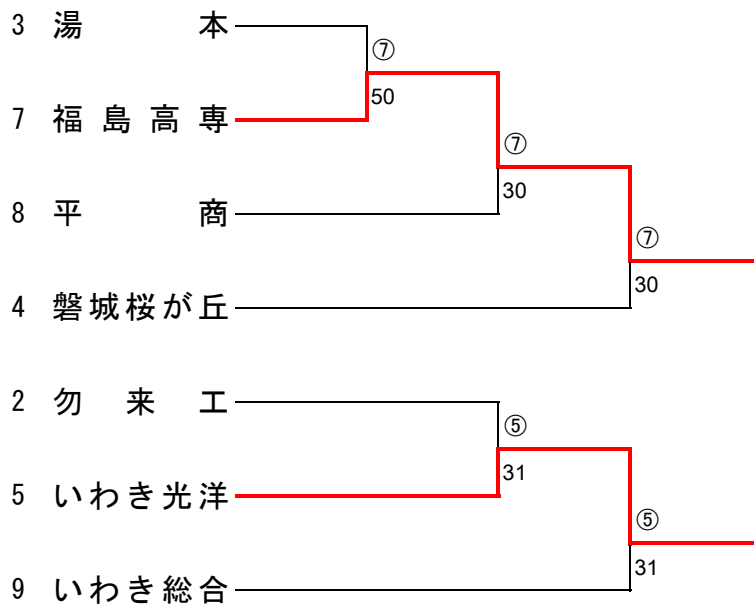 3 湯本
⑦
50
7 福島高専
⑦
30
8 平商
⑦
30
4 磐城桜が丘
2 勿来工
⑤
31
5 いわき光洋
⑤
31
9 いわき総合